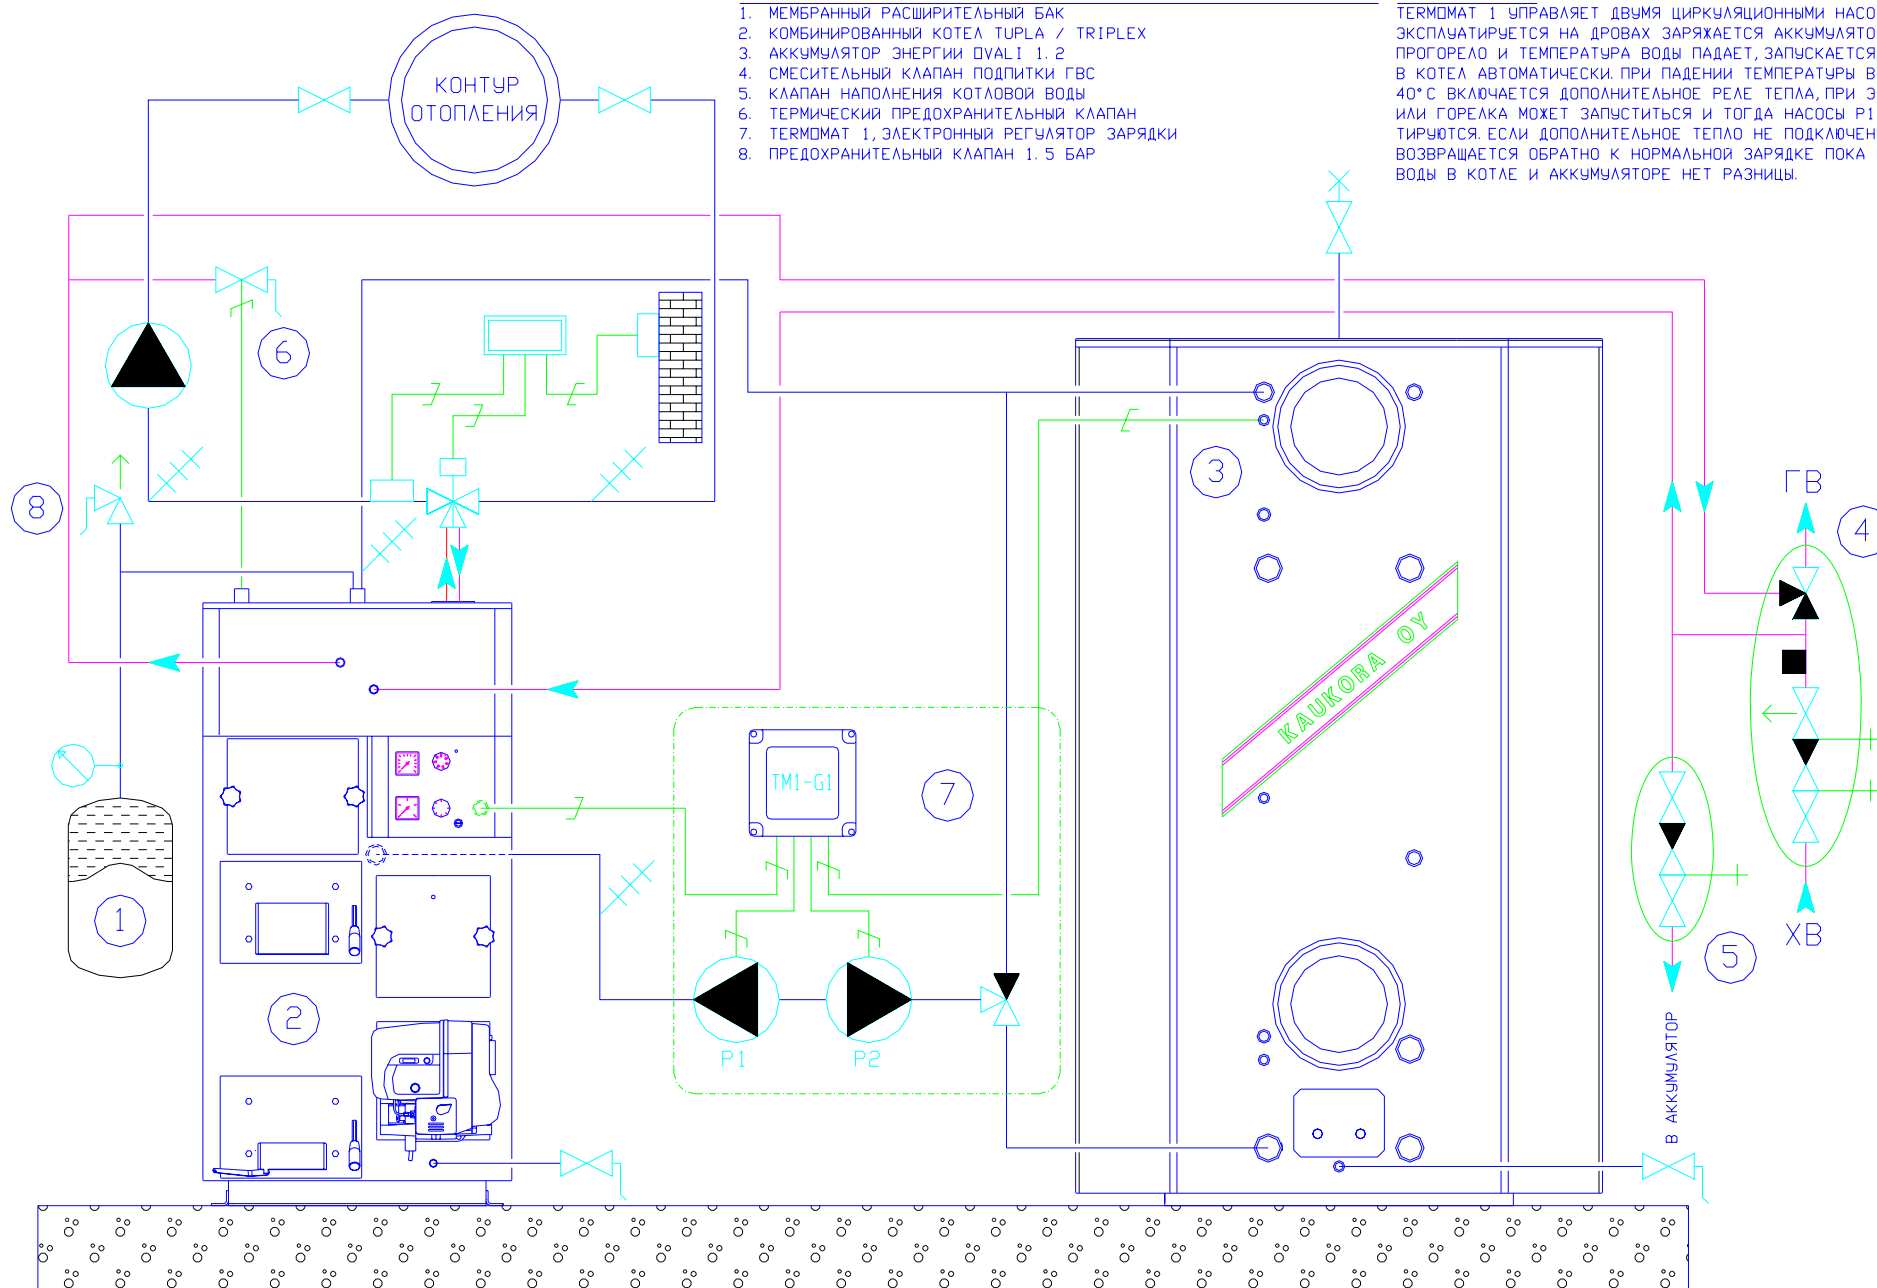 1. МЕМБРАННЫЙ РАСШИРИТЕЛЬНЫЙ БАК
2. КОМБИНИРОВАННЫЙ КОТЕЛ TUPLA / TRIPLEX
3. АККУМУЛЯТОР ЭНЕРГИИ OVALI 1.2
4. СМЕСИТЕЛЬНЫЙ КЛАПАН ПОДПИТКИ ГВС
5. КЛАПАН НАПОЛНЕНИЯ КОТЛОВОЙ ВОДЫ
6. ТЕРМИЧЕСКИЙ ПРЕДОХРАНИТЕЛЬНЫЙ КЛАПАН
7. TERMOMAT 1, ЭЛЕКТРОННЫЙ РЕГУЛЯТОР ЗАРЯДКИ
8. ПРЕДОХРАНИТЕЛЬНЫЙ КЛАПАН 1.5 БАР
TERMOMAT 1 УПРАВЛЯЕТ ДВУМЯ ЦИРКУЛЯЦИОННЫМИ НАСО
ЭКСПЛУАТИРУЕТСЯ НА ДРОВАХ ЗАРЯЖАЕТСЯ АККУМУЛЯТО
ПРОГОРЕЛО И ТЕМПЕРАТУРА ВОДЫ ПАДАЕТ, ЗАПУСКАЕТСЯ
В КОТЕЛ АВТОМАТИЧЕСКИ. ПРИ ПАДЕНИИ ТЕМПЕРАТУРЫ В
40°С ВКЛЮЧАЕТСЯ ДОПОЛНИТЕЛЬНОЕ РЕЛЕ ТЕПЛА, ПРИ Э
ИЛИ ГОРЕЛКА МОЖЕТ ЗАПУСТИТЬСЯ И ТОГДА НАСОСЫ P1
ТИРУЮТСЯ. ЕСЛИ ДОПОЛНИТЕЛЬНОЕ ТЕПЛО НЕ ПОДКЛЮЧЕН
ВОЗВРАЩАЕТСЯ ОБРАТНО К НОРМАЛЬНОЙ ЗАРЯДКЕ ПОКА
ВОДЫ В КОТЛЕ И АККУМУЛЯТОРЕ НЕТ РАЗНИЦЫ.
КОНТУР
ОТОПЛЕНИЯ
6
8
3
ГВ
4
KAUKORA OY
TM1-G1
7
1
ХВ
5
2
P1
P2
В АККУМУЛЯТОР